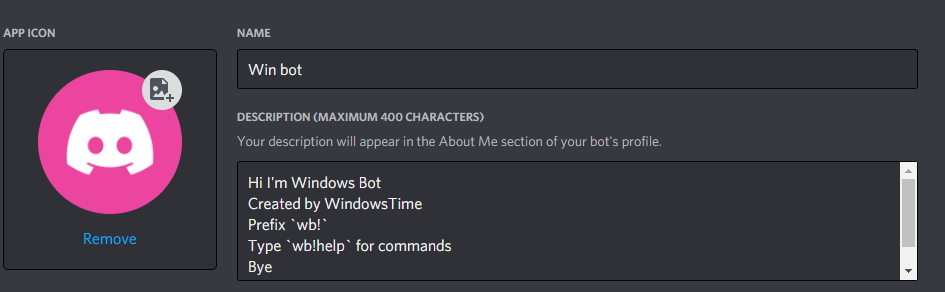 APP ICON
Remove
NAME
Win bot
DESCRIPTION (MAXIMUM 400 CHARACTERS)
Your description will appear in the About Me section of your bot's profile.
Hi I'm Windows Bot
Created by WindowsTime
Prefix `wb!`
Type `wb!help` for commands
Bye